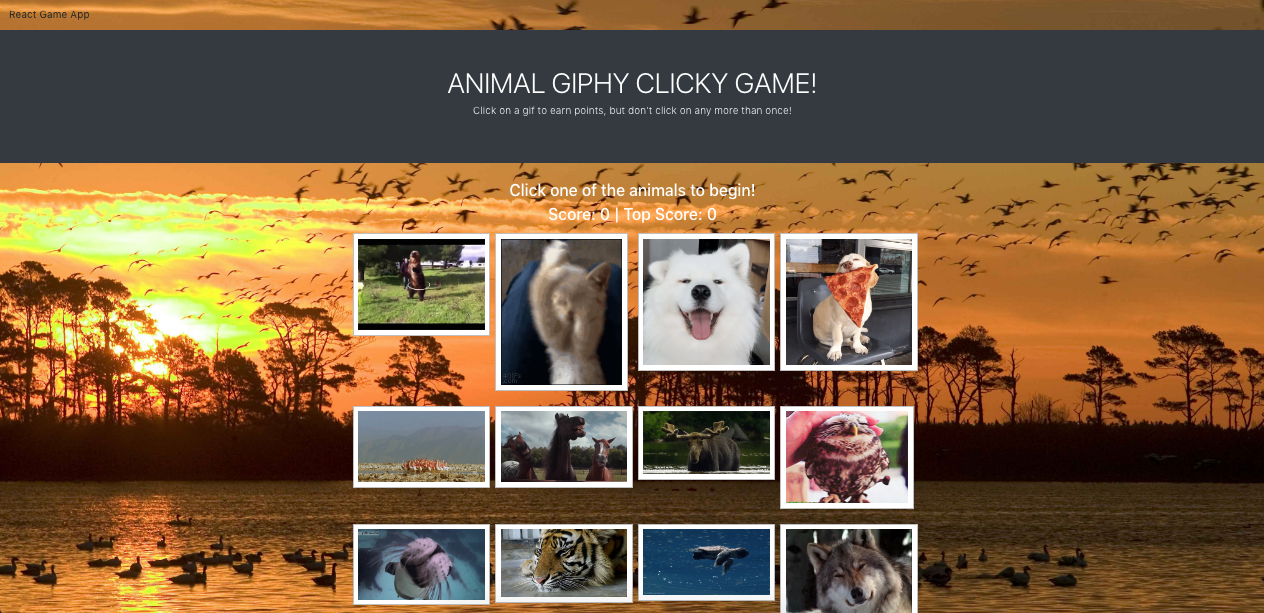 React Game App
ANIMAL GIPHY CLICKY GAME!
Click on a gif to earn points, but don't click on any more than once!
Click one of the animals to begin!
Score: 0 | Top Score: 0